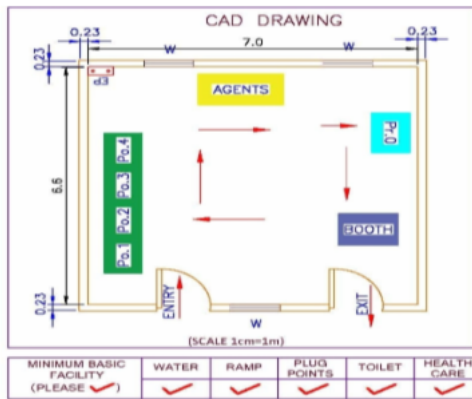 CAD DRAWING
0.23
7.0
0.23
0.23
W
W
AGENTS
Pr.O
6.6
Po.4
Po.3
Po.2
Po.1
BOOTH
ENTRY
EXIT
0.23
W
(SCALE 1cm=1m)
MINIMUM BASIC FACILITY (PLEASE ✓)
WATER
RAMP
PLUG POINTS
TOILET
HEALTH CARE
✓ ✓ ✓ ✓ ✓